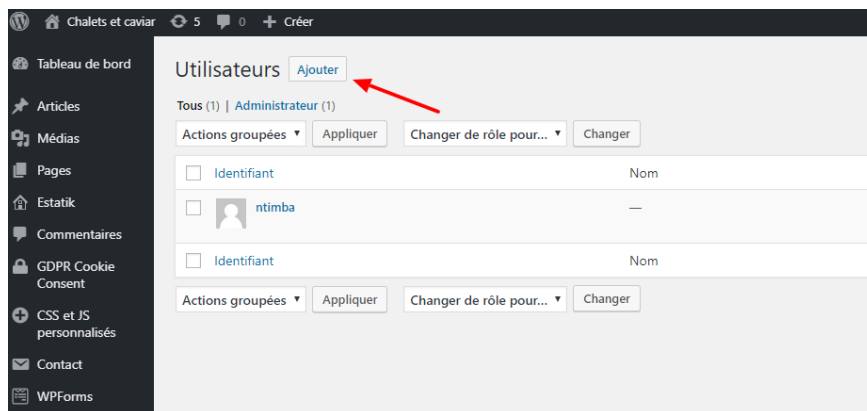 Chalets et caviar 5 0 + Créer
Tableau de bord
Articles
Médias
Pages
Estatik
Commentaires
GDPR Cookie
Consent
CSS et JS
personnalisés
Contact
WPForms
Utilisateurs Ajouter
Tous (1) | Administrateur (1)
Actions groupées Appliquer Changer de rôle pour... Changer
Identifiant Nom
ntimba —
Identifiant Nom
Actions groupées Appliquer Changer de rôle pour... Changer